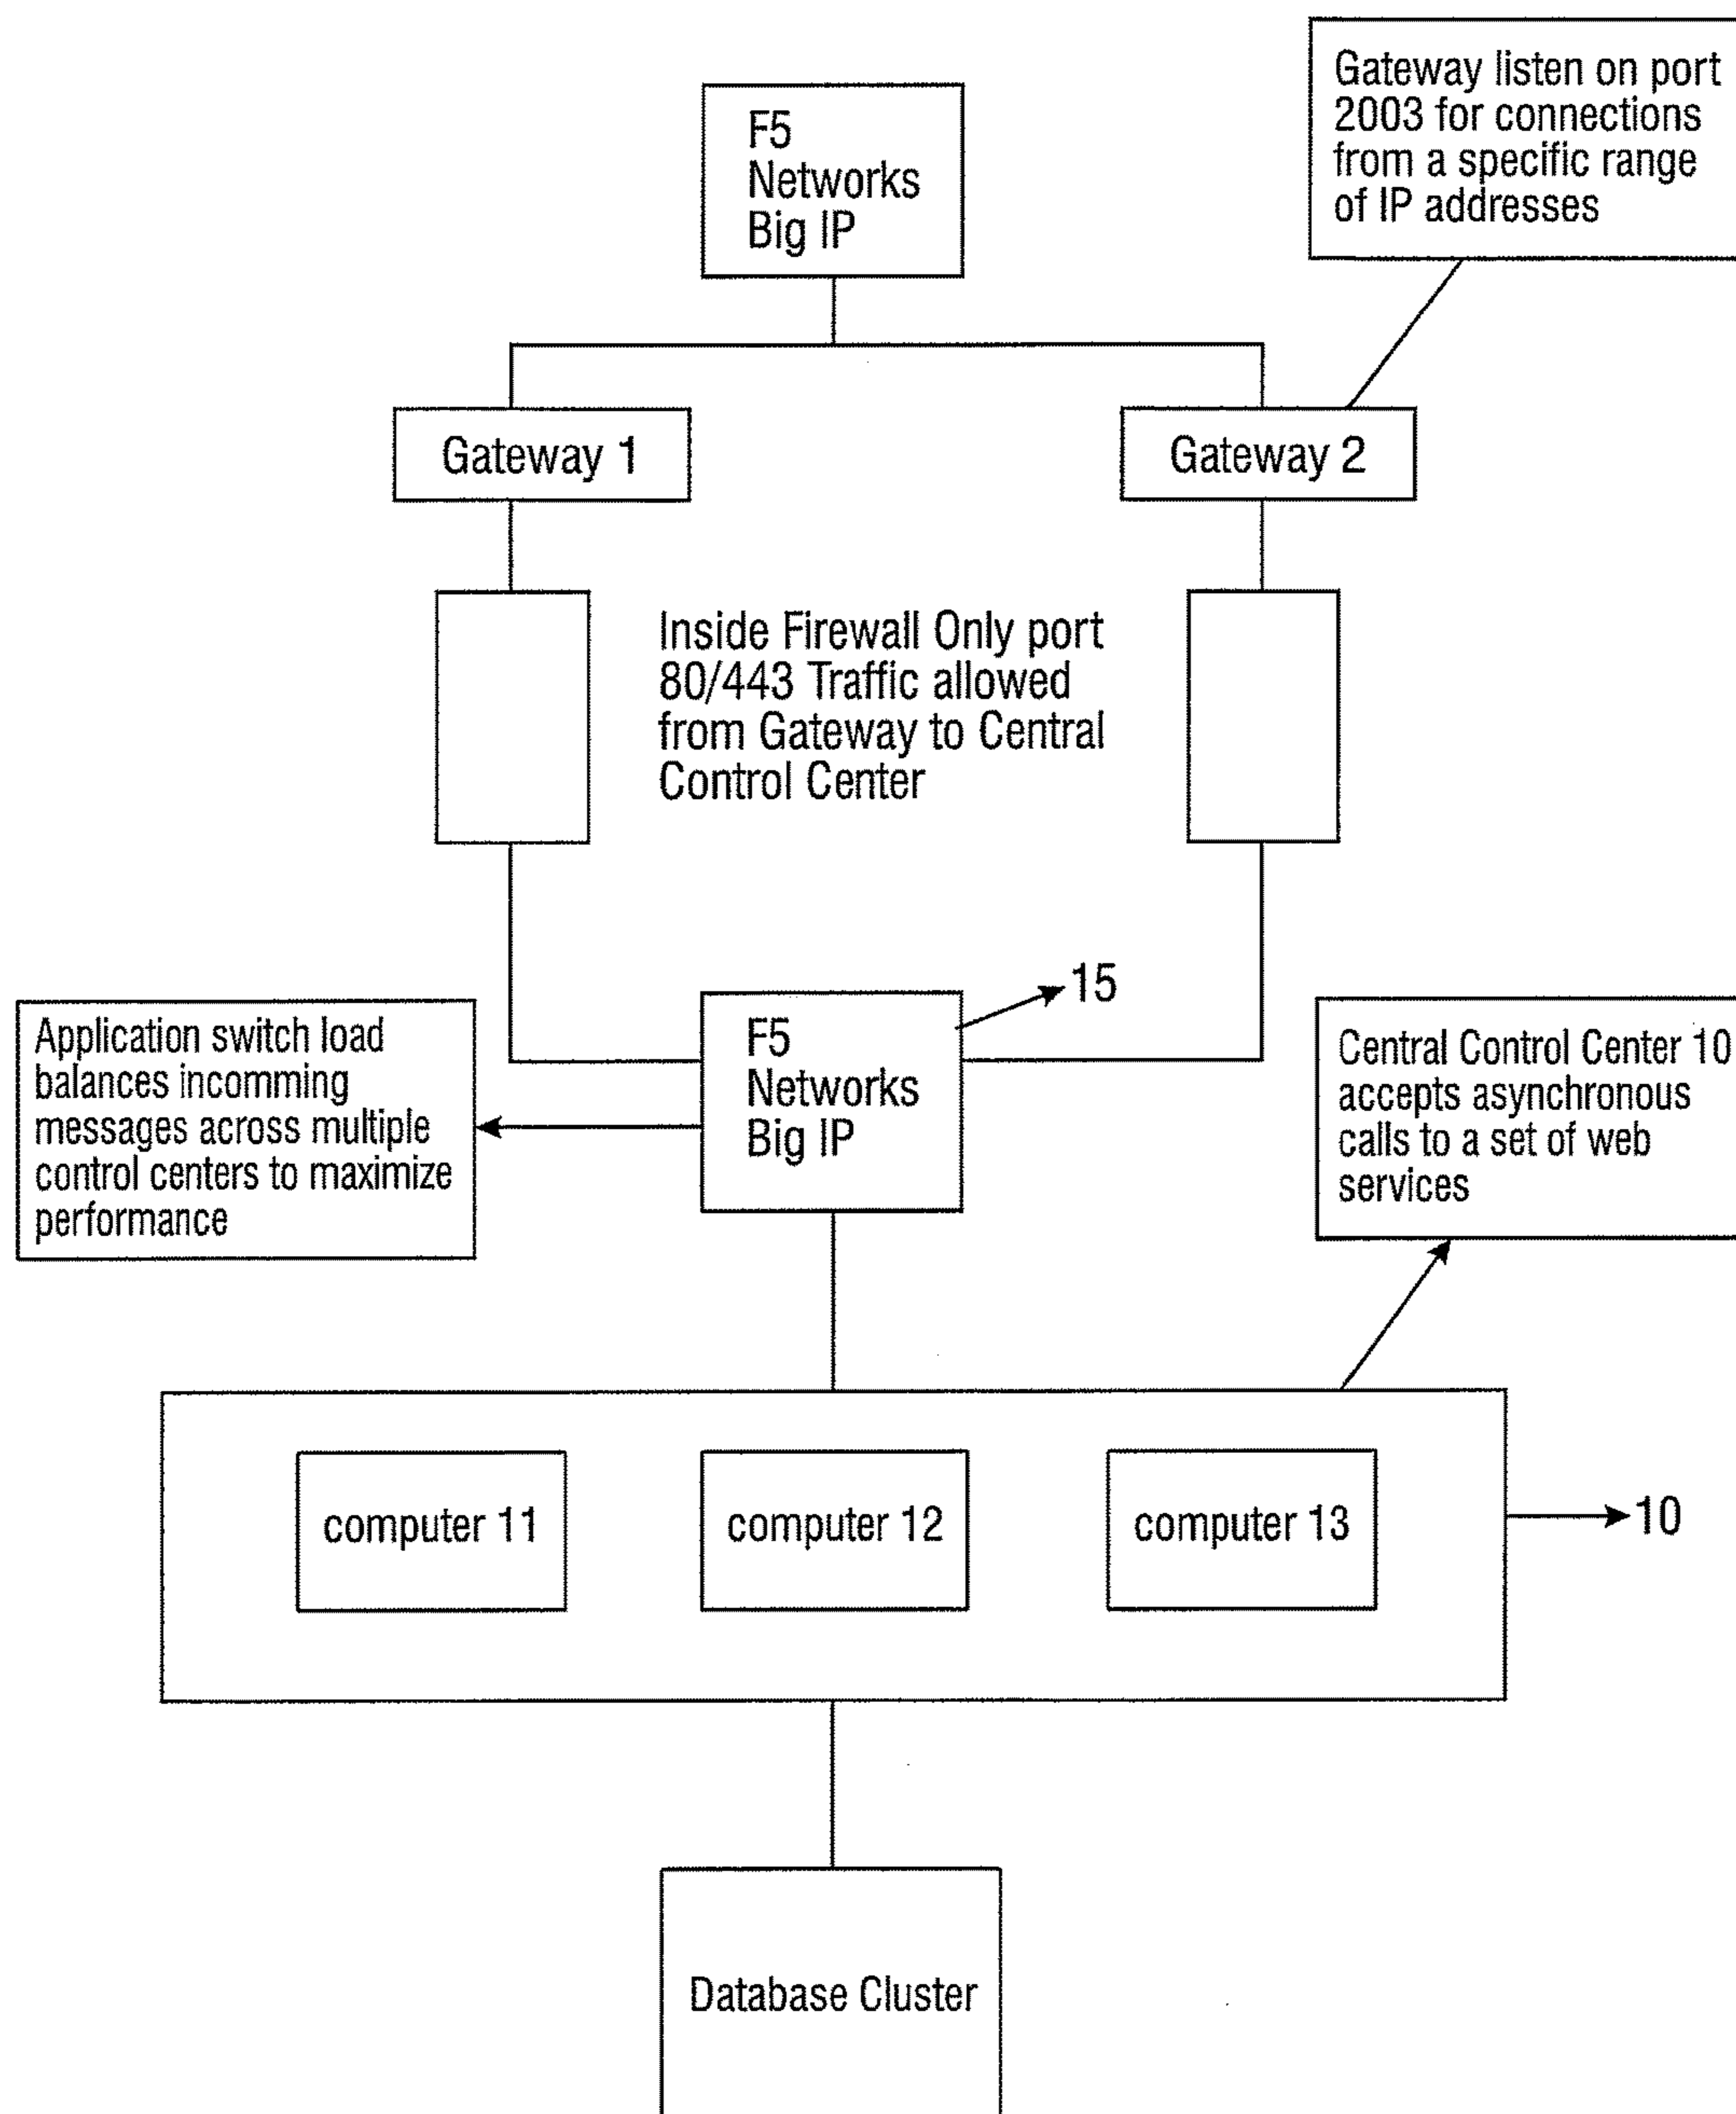 F5
Networks
Big IP
Gateway listen on port
2003 for connections
from a specific range
of IP addresses
Gateway 1
Gateway 2
Inside Firewall Only port
80/443 Traffic allowed
from Gateway to Central
Control Center
15
Application switch load
balances incomming
messages across multiple
control centers to maximize
performance
F5
Networks
Big IP
Central Control Center 10
accepts asynchronous
calls to a set of web
services
computer 11
computer 12
computer 13
10
Database Cluster